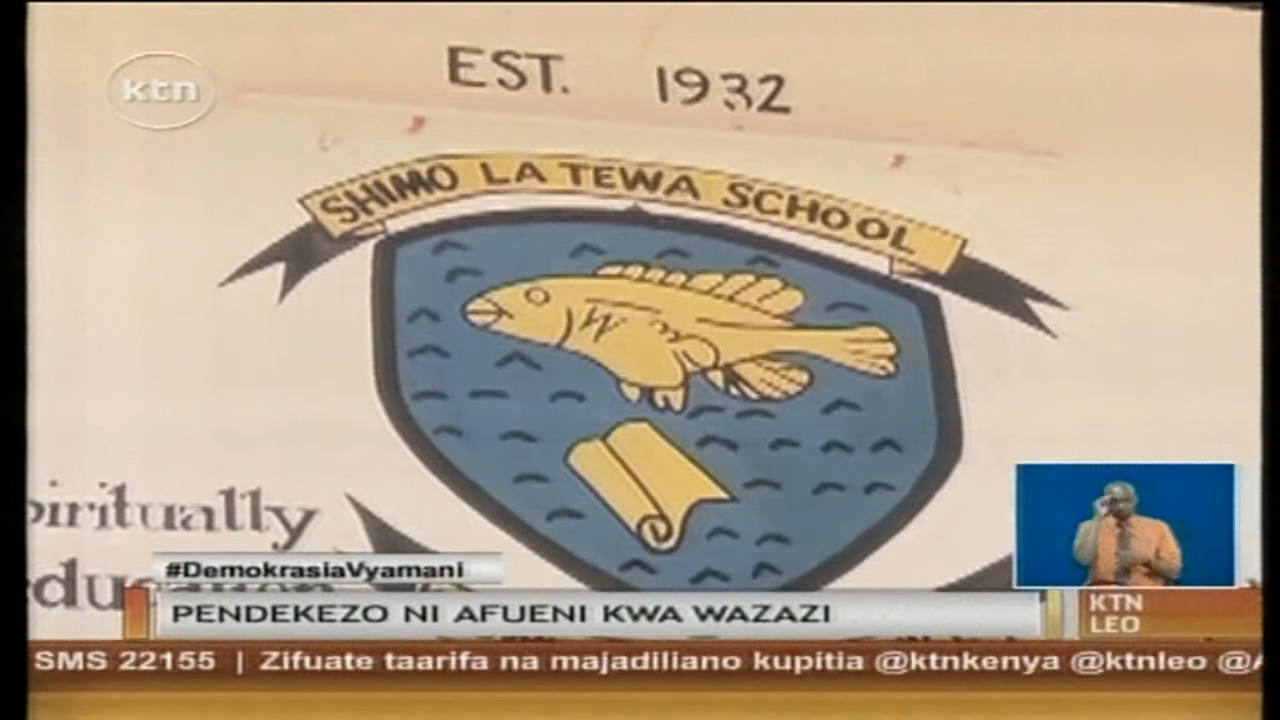 ktn
EST. 1932
SHIMO LA TEWA SCHOOL
#DemokrasiaVyamani
PENDEKEZO NI AFUENI KWA WAZAZI
KTN
LEO
SMS 22155 | Zifuate taarifa na majadiliano kupitia @ktnkenya @ktnleo